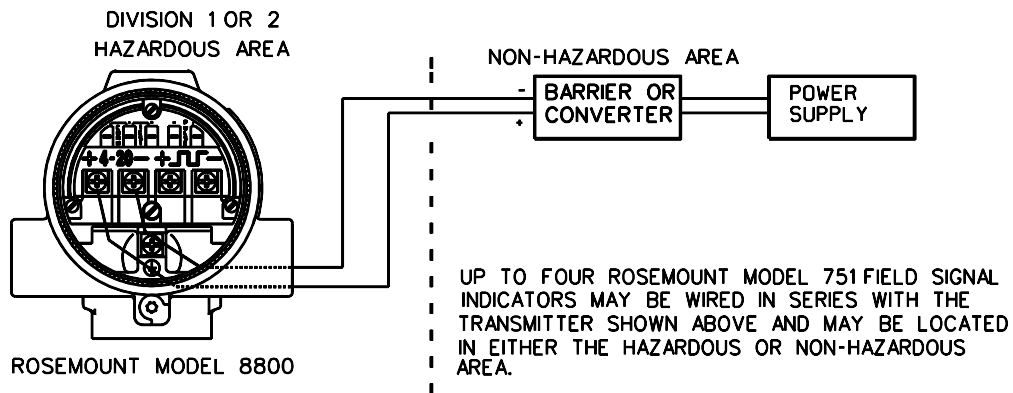 DIVISION 1 OR 2
HAZARDOUS AREA
NON-HAZARDOUS AREA
-
+
BARRIER OR
CONVERTER
POWER
SUPPLY
+4-20- + -
UP TO FOUR ROSEMOUNT MODEL 751 FIELD SIGNAL
INDICATORS MAY BE WIRED IN SERIES WITH THE
TRANSMITTER SHOWN ABOVE AND MAY BE LOCATED
IN EITHER THE HAZARDOUS OR NON-HAZARDOUS
AREA.
ROSEMOUNT MODEL 8800